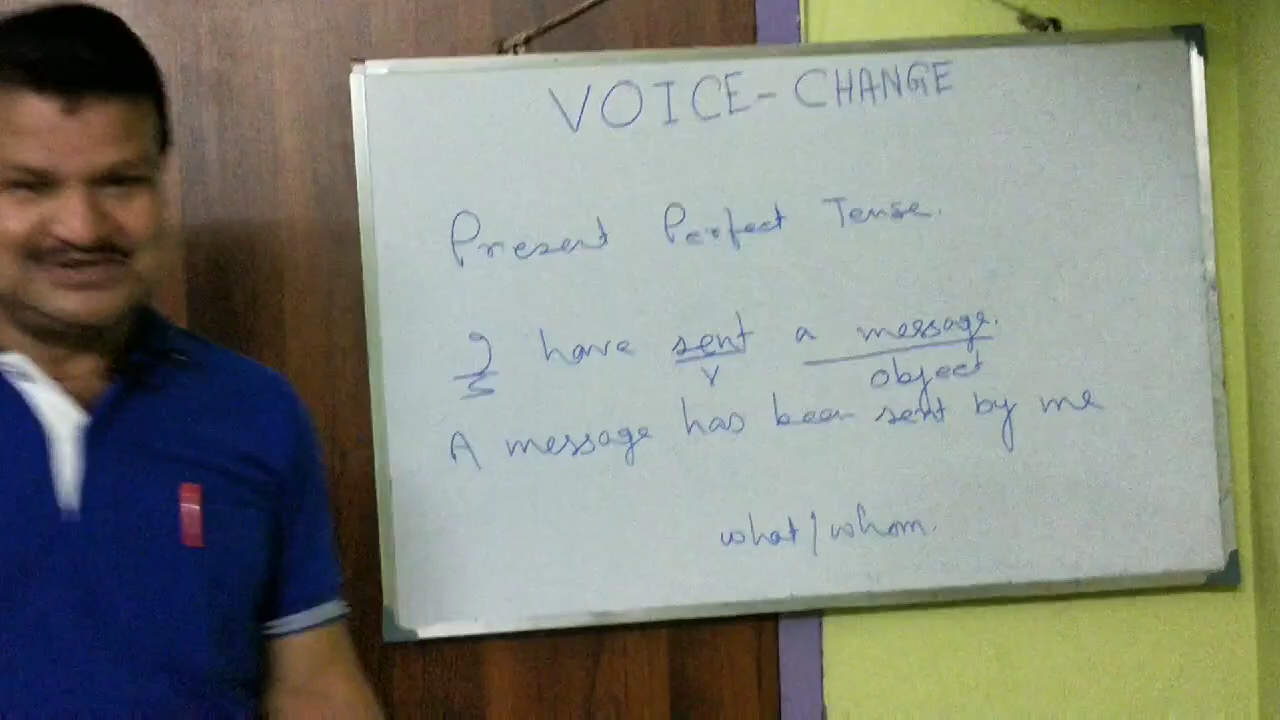 VOICE-CHANGE
Present Perfect Tense.
I have sent a message.
S V object
A message has been sent by me
what/whom.